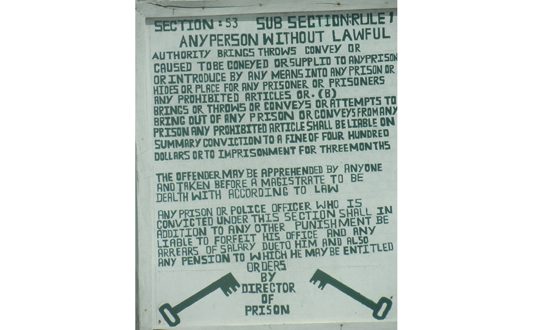 SECTION: 53 SUB SECTION:RULE 1
ANYPERSON WITHOUT LAWFUL
AUTHORITY BRINGS THROWS CONVEY OR
CAUSED TO BE CONEYED OR SUPPLID TO ANYPRISON
OR INTRODUCE BY ANY MEANS INTO ANY PRISON OR
HIDES OR PLACE FOR ANY PRISONER OR PRISONERS
ANY PROHIBITED ARTICLES OR. (B)
BRINGS OR THROWS OR CONVEYS OR ATTEMPTS TO
BRING OUT OF ANY PRISON OR CONVEYS FROM ANY
PRISON ANY PROHIBITED ARTICLE SHALL BE LIABLE ON
SUMMARY CONVICTION TO A FINE OF FOUR HUNDRED
DOLLARS OR TO IMPRISONMENT FOR THREE MONTHS
THE OFFENDER MAY BE APPREHENDED BY ANYONE
AND TAKEN BEFORE A MAGISTRATE TO BE
DEALTH WITH ACCORDING TO LAW
ANY PRISON OR POLICE OFFICER WHO IS
CONVICTED UNDER THIS SECTION SHALL IN
ADDITION TO ANY OTHER PUNISHMENT BE
LIABLE TO FORFEIT HIS OFFICE AND ANY
ARREARS OF SALARY DUETO HIM AND ALSO
ANY PENSION TO WHICH HE MAY BE ENTITLED
ORDERS
BY
DIRECTOR
OF
PRISON